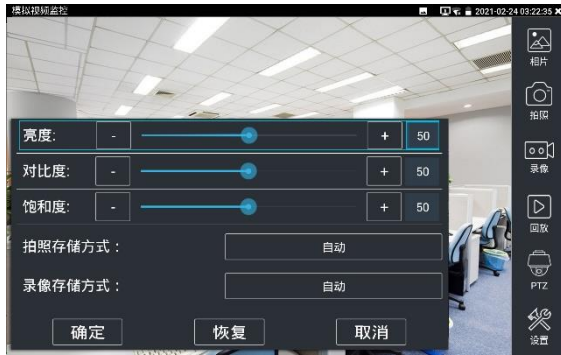 模拟视频监控
2021-02-24 03:22:35
亮度: - + 50
对比度: - + 50
饱和度: - + 50
拍照存储方式： 自动
录像存储方式： 自动
确定 恢复 取消
相片
拍照
录像
回放
PTZ
设置